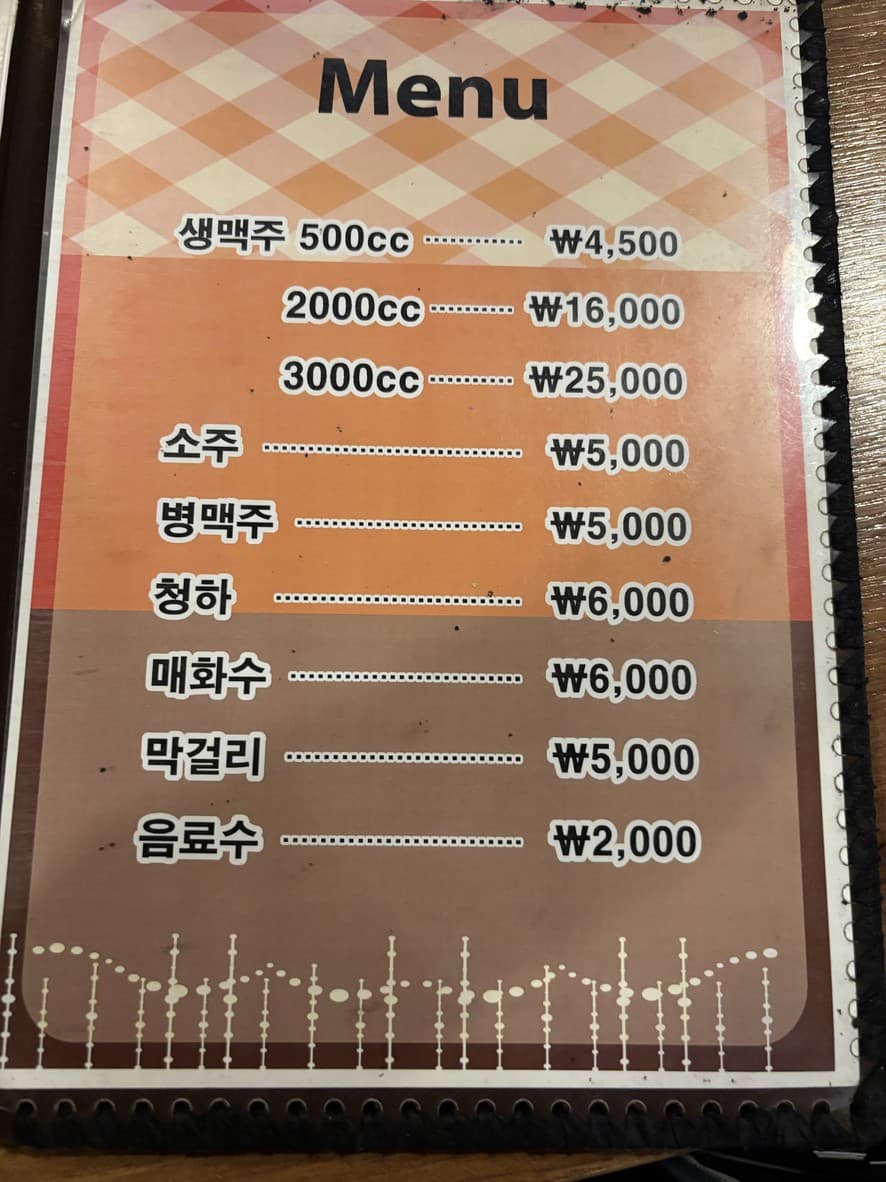 Menu
생맥주 500cc ············ ₩4,500
2000cc ·········· ₩16,000
3000cc ·········· ₩25,000
소주 ································ ₩5,000
병맥주 ···························· ₩5,000
청하 ······························ ₩6,000
매화수 ···························· ₩6,000
막걸리 ···························· ₩5,000
음료수 ···························· ₩2,000